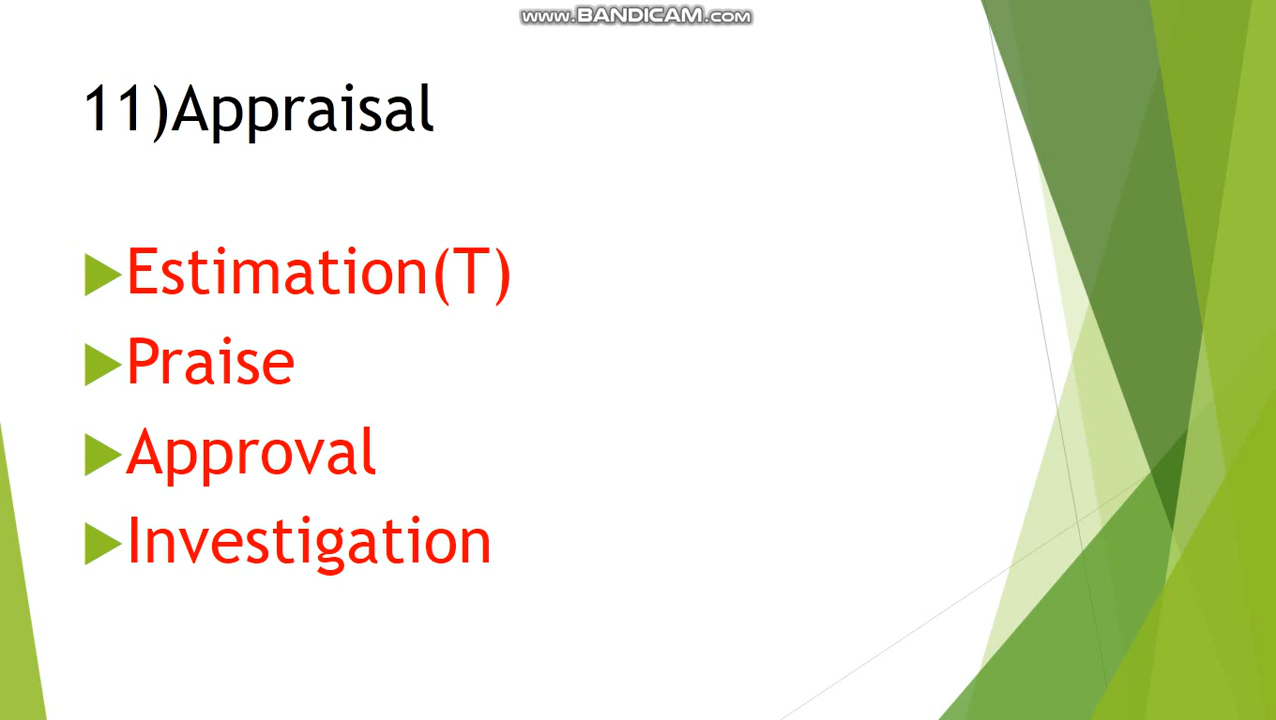 www.BANDICAM.com
11)Appraisal
Estimation(T)
Praise
Approval
Investigation